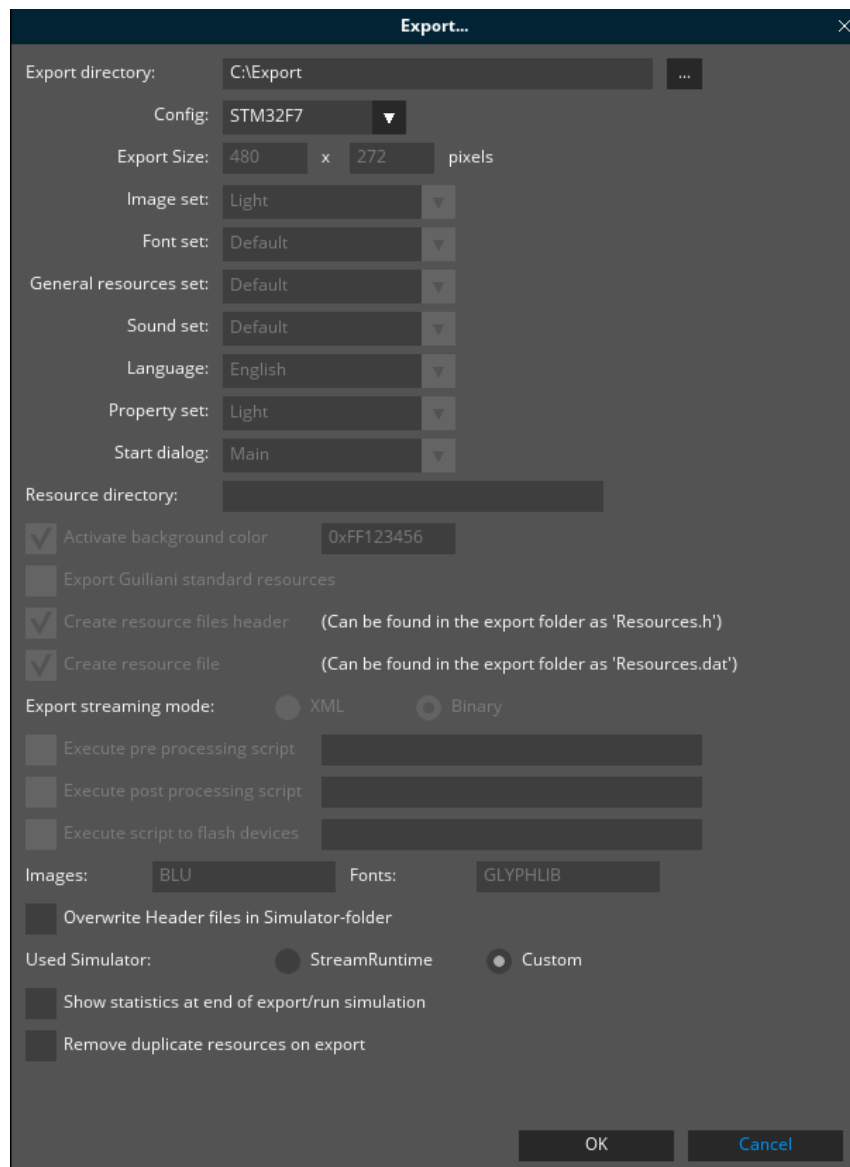 Export...
Export directory: C:\Export ...
Config: STM32F7
Export Size: 480 x 272 pixels
Image set: Light
Font set: Default
General resources set: Default
Sound set: Default
Language: English
Property set: Light
Start dialog: Main
Resource directory:
Activate background color 0xFF123456
Export Guiliani standard resources
Create resource files header (Can be found in the export folder as 'Resources.h')
Create resource file (Can be found in the export folder as 'Resources.dat')
Export streaming mode: XML Binary
Execute pre processing script
Execute post processing script
Execute script to flash devices
Images: BLU Fonts: GLYPHLIB
Overwrite Header files in Simulator-folder
Used Simulator: StreamRuntime Custom
Show statistics at end of export/run simulation
Remove duplicate resources on export
OK Cancel